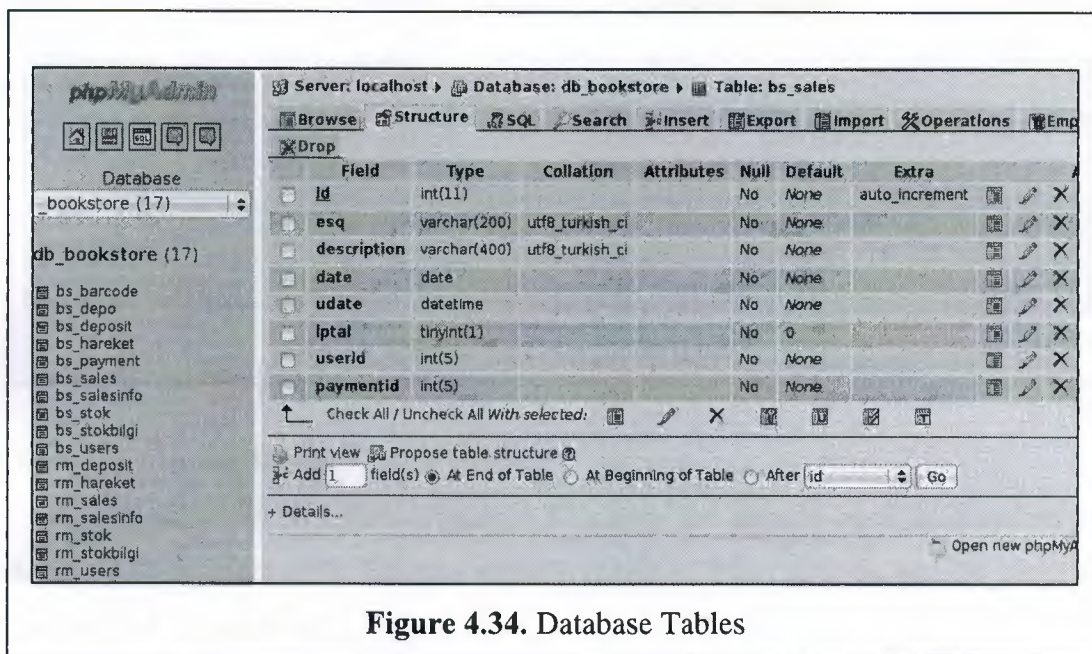 phpMyAdmin
Database
_bookstore (17)
db_bookstore (17)
bs_barcode
bs_depo
bs_deposit
bs_hareket
bs_payment
bs_sales
bs_salesinfo
bs_stok
bs_stokbilgi
bs_users
rm_deposit
rm_hareket
rm_sales
rm_salesinfo
rm_stok
rm_stokbilgi
rm_users
Server: localhost ▸ Database: db_bookstore ▸ Table: bs_sales
Browse Structure SQL Search Insert Export Import Operations Emp
Drop
Field Type Collation Attributes Null Default Extra A
id int(11) No None auto_increment
esq varchar(200) utf8_turkish_ci No None
description varchar(400) utf8_turkish_ci No None
date date No None
udate datetime No None
iptal tinyint(1) No 0
userid int(5) No None
paymentid int(5) No None
Check All / Uncheck All With selected:
Print view Propose table structure
Add 1 field(s) At End of Table At Beginning of Table After id Go
+ Details...
Open new phpMyA
Figure 4.34. Database Tables